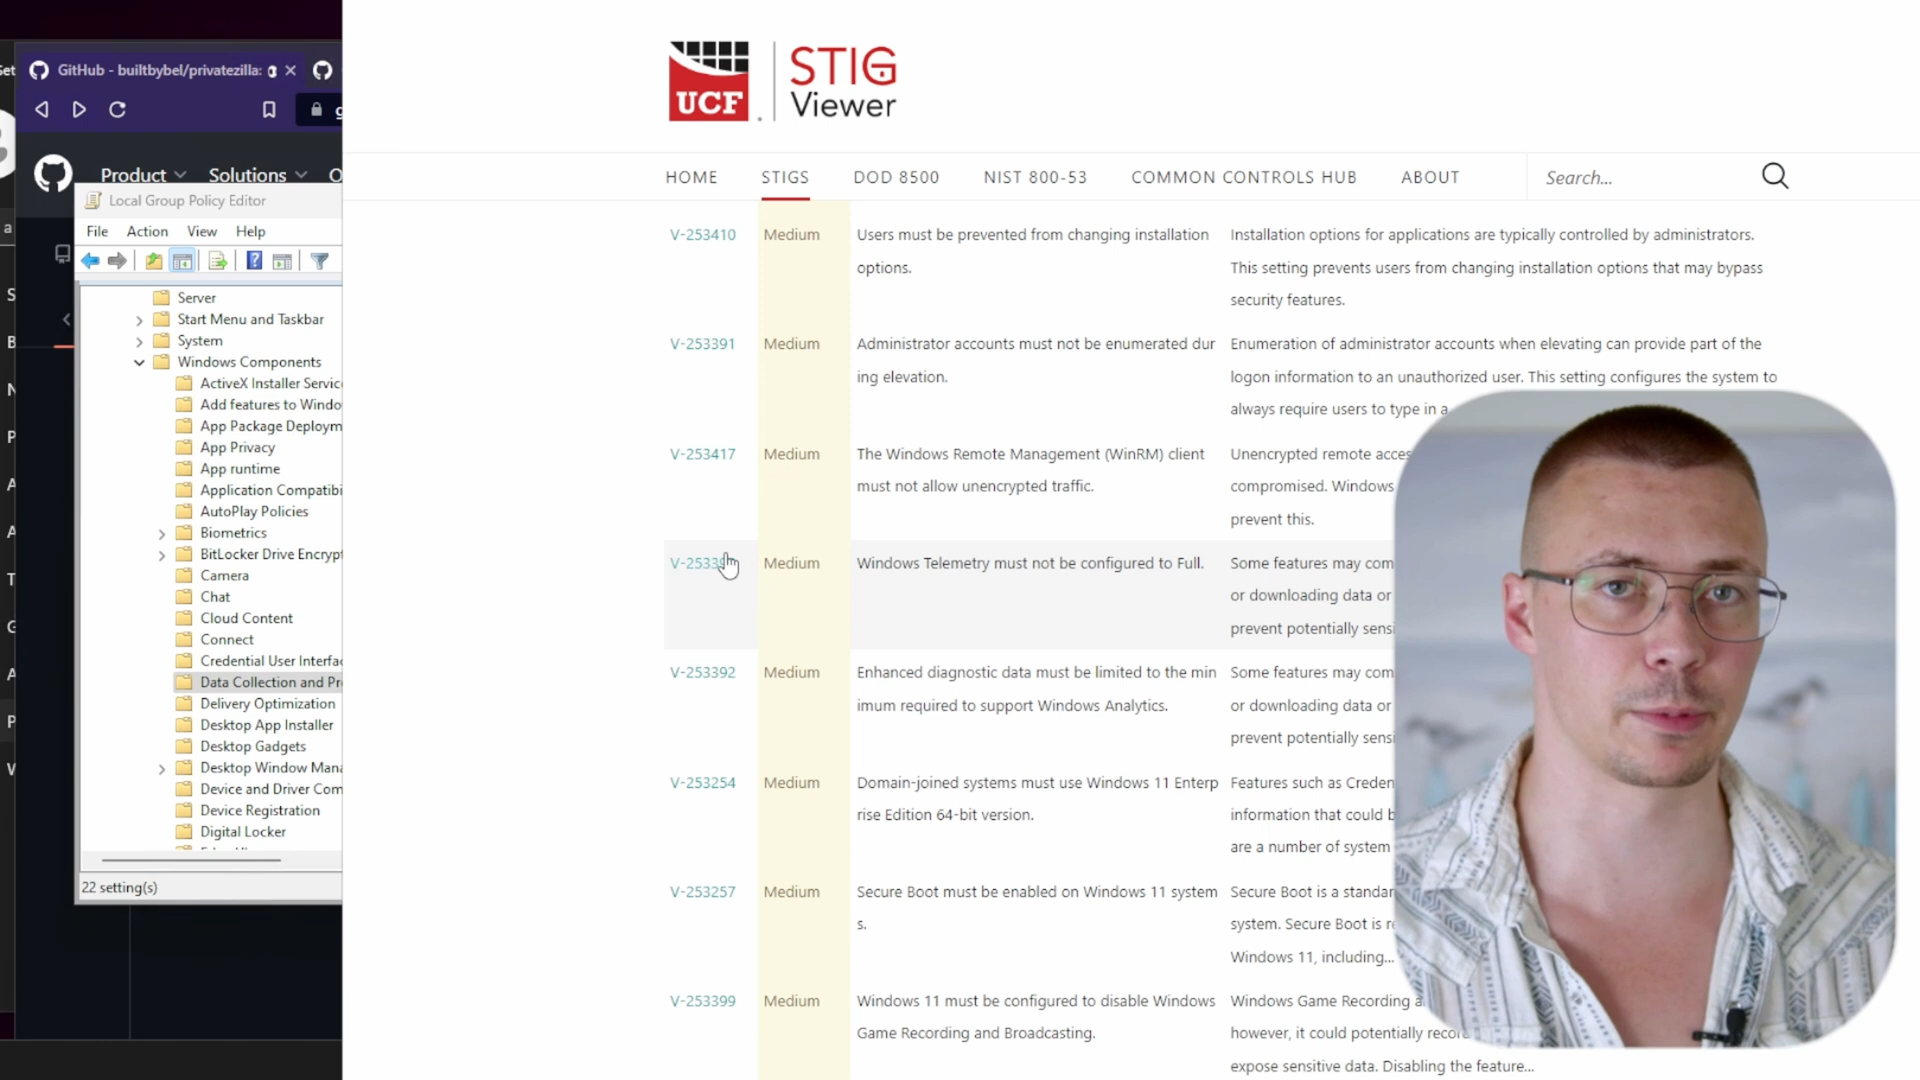 GitHub - builtbybel/privatezilla:
Product
Solutions
Local Group Policy Editor
File Action View Help
Server
Start Menu and Taskbar
System
Windows Components
ActiveX Installer Servic
Add features to Windo
App Package Deploym
App Privacy
App runtime
Application Compatibi
AutoPlay Policies
Biometrics
BitLocker Drive Encrypt
Camera
Chat
Cloud Content
Connect
Credential User Interfac
Data Collection and Pr
Delivery Optimization
Desktop App Installer
Desktop Gadgets
Desktop Window Mana
Device and Driver Com
Device Registration
Digital Locker
22 setting(s)
UCF
STIG
Viewer
HOME STIGS DOD 8500 NIST 800-53 COMMON CONTROLS HUB ABOUT Search...
V-253410 Medium Users must be prevented from changing installation Installation options for applications are typically controlled by administrators.
options. This setting prevents users from changing installation options that may bypass
security features.
V-253391 Medium Administrator accounts must not be enumerated dur Enumeration of administrator accounts when elevating can provide part of the
ing elevation. logon information to an unauthorized user. This setting configures the system to
always require users to type in a
V-253417 Medium The Windows Remote Management (WinRM) client Unencrypted remote acces
must not allow unencrypted traffic. compromised. Windows
prevent this.
Medium Windows Telemetry must not be configured to Full. Some features may com
or downloading data or
prevent potentially sensi
V-253392 Medium Enhanced diagnostic data must be limited to the min Some features may com
imum required to support Windows Analytics. or downloading data or
prevent potentially sensi
V-253254 Medium Domain-joined systems must use Windows 11 Enterp Features such as Creden
rise Edition 64-bit version. information that could b
are a number of system
V-253257 Medium Secure Boot must be enabled on Windows 11 system Secure Boot is a standar
s. system. Secure Boot is re
Windows 11, including...
V-253399 Medium Windows 11 must be configured to disable Windows Windows Game Recording a
Game Recording and Broadcasting. however, it could potentially reco
expose sensitive data. Disabling the feature...